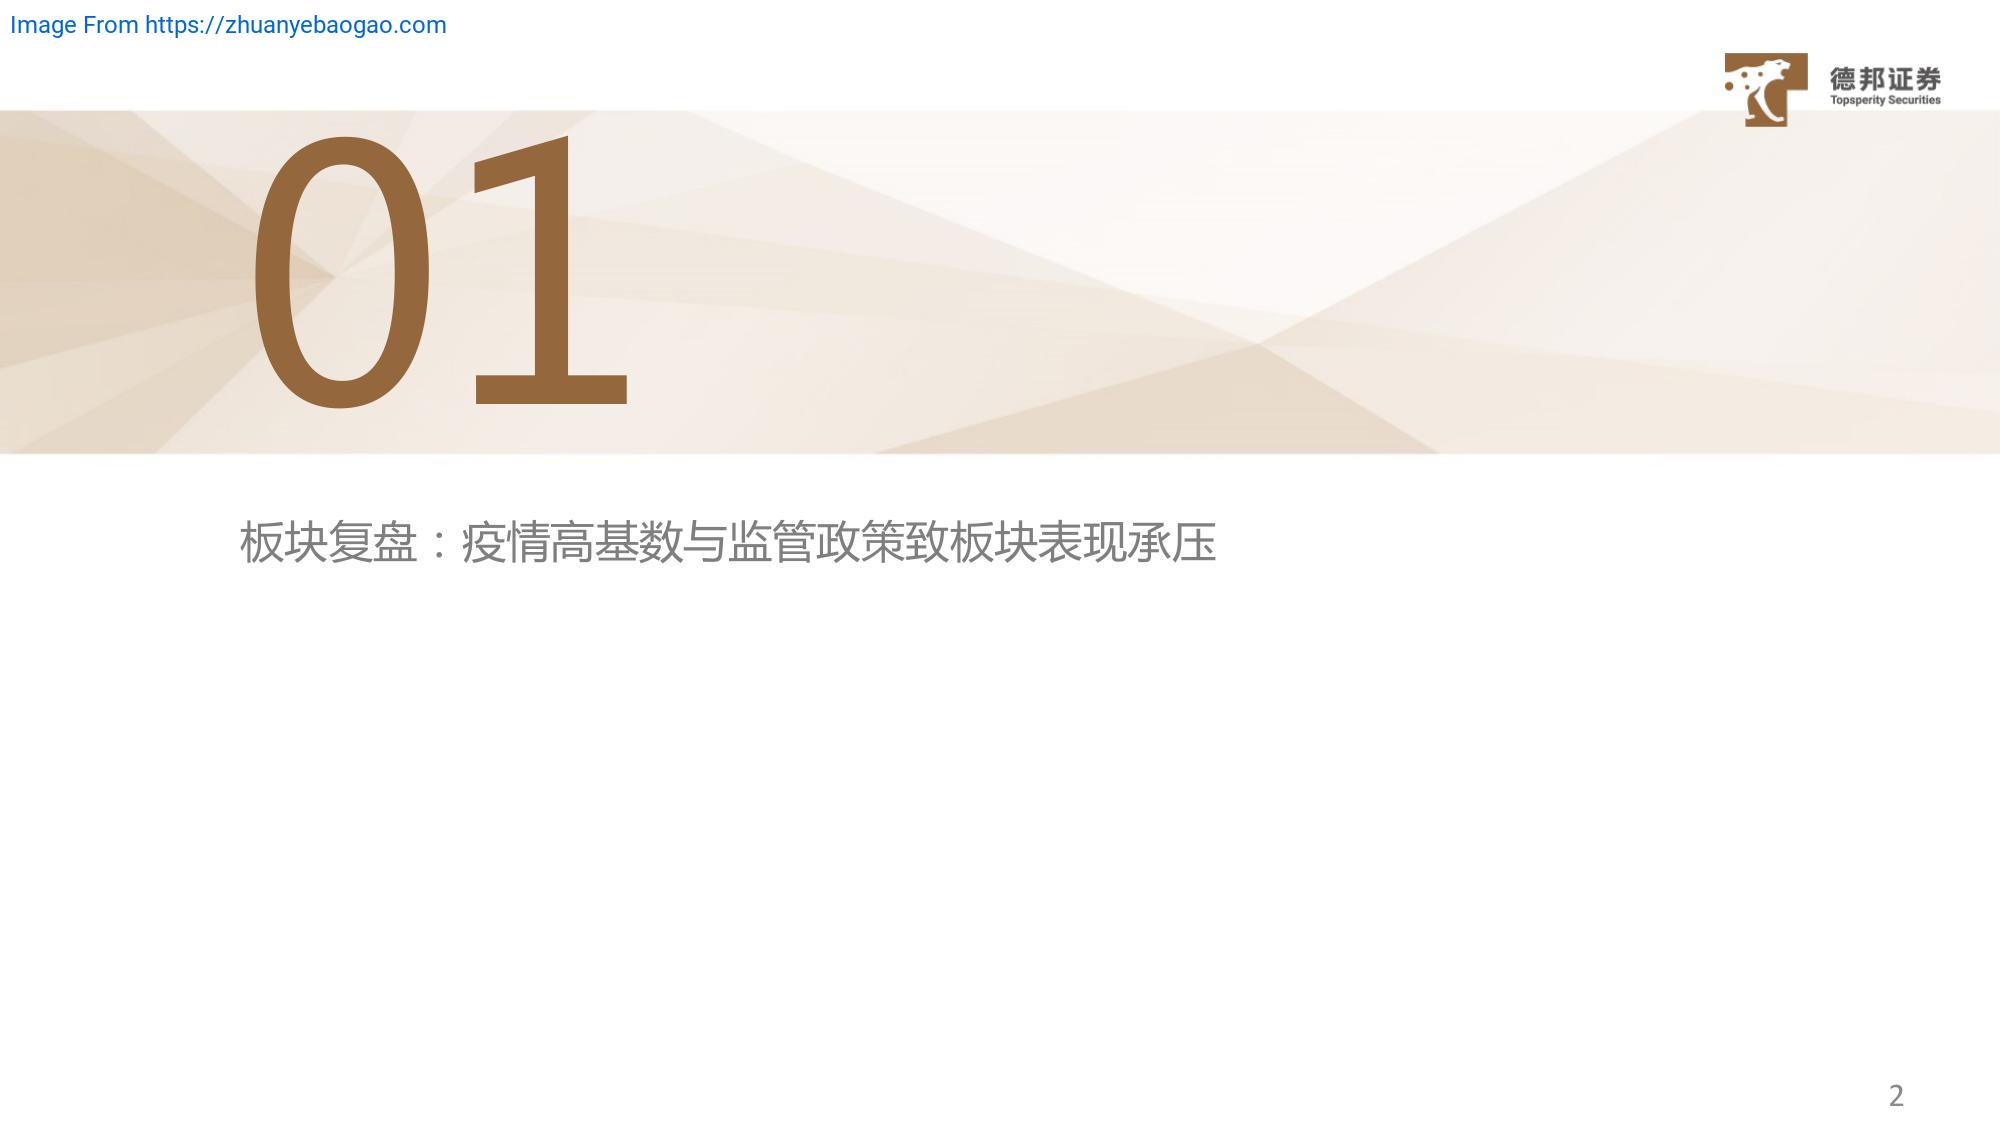 Image From https://zhuanyebaogao.com
德邦证券
Topsperity Securities
01
板块复盘：疫情高基数与监管政策致板块表现承压
2